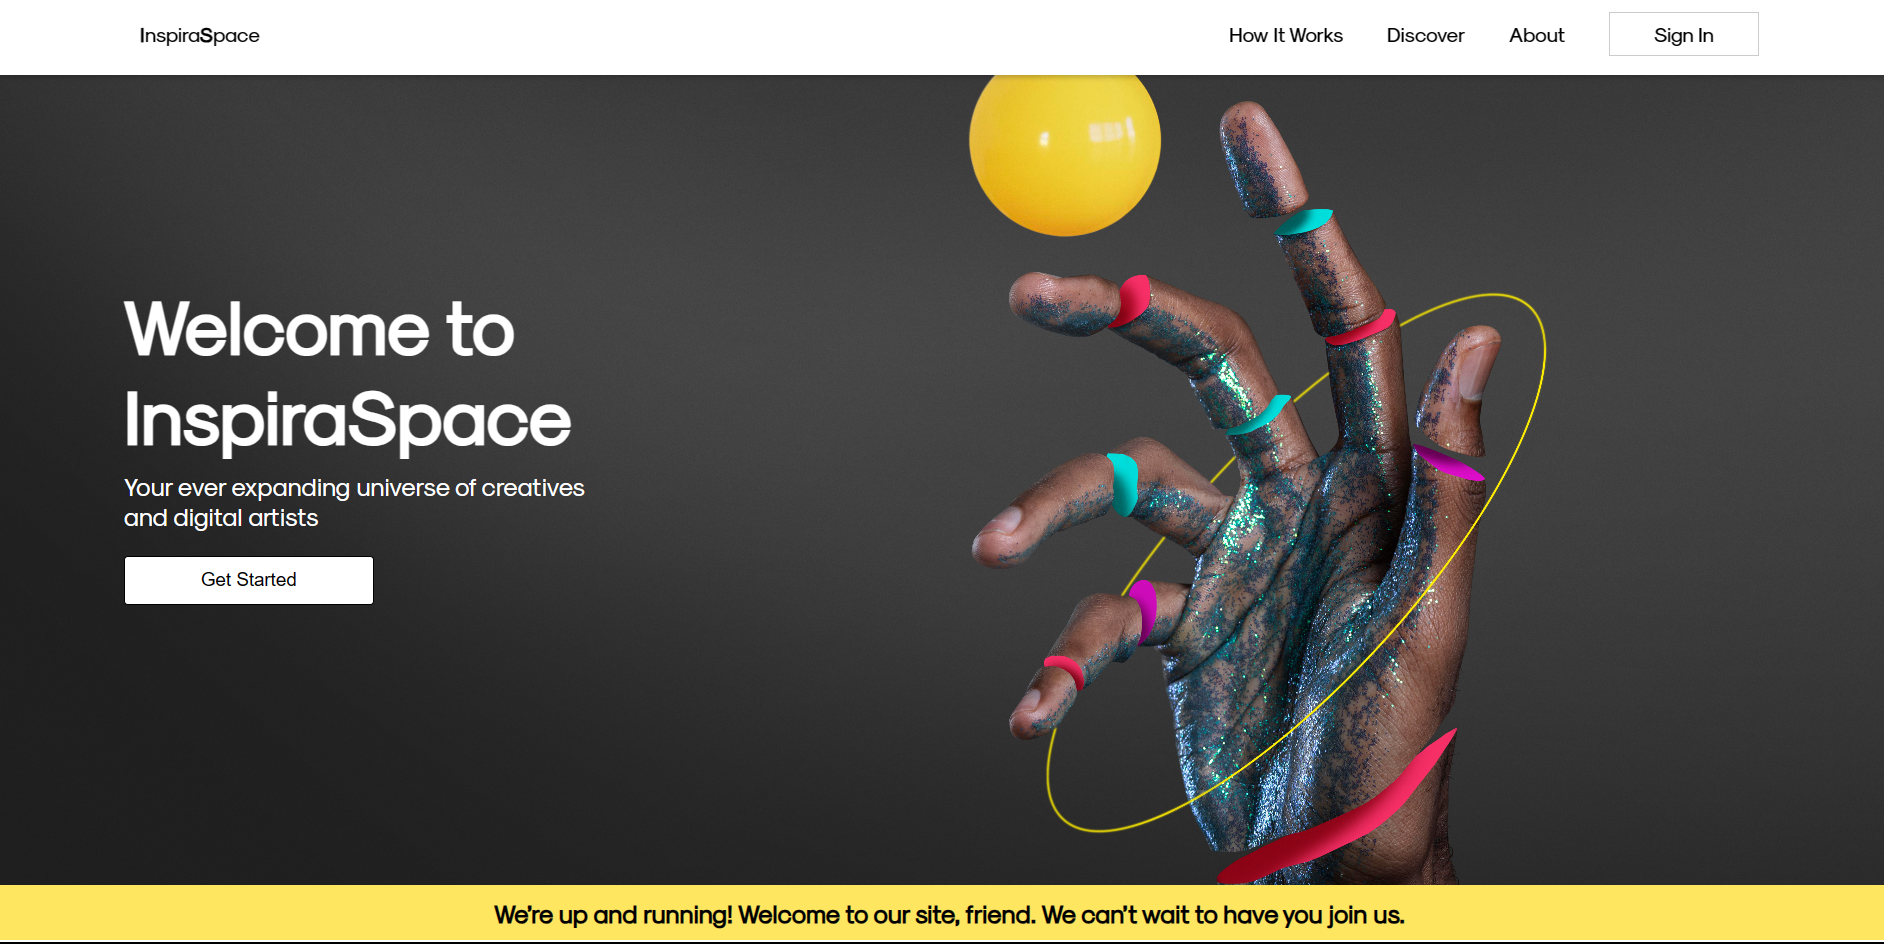 InspiraSpace
How It Works
Discover
About
Sign In
Welcome to
InspiraSpace
Your ever expanding universe of creatives
and digital artists
Get Started
We're up and running! Welcome to our site, friend. We can't wait to have you join us.